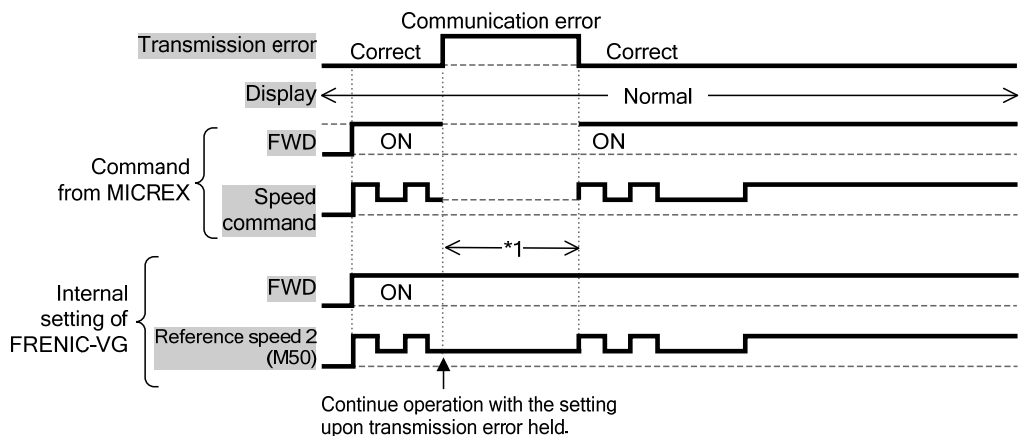 Communication error
Transmission error
Correct
Correct
Display
Normal
Command
from MICREX
FWD
ON
ON
Speed
command
*1
Internal
setting of
FRENIC-VG
FWD
ON
Reference speed 2
(M50)
Continue operation with the setting
upon transmission error held.